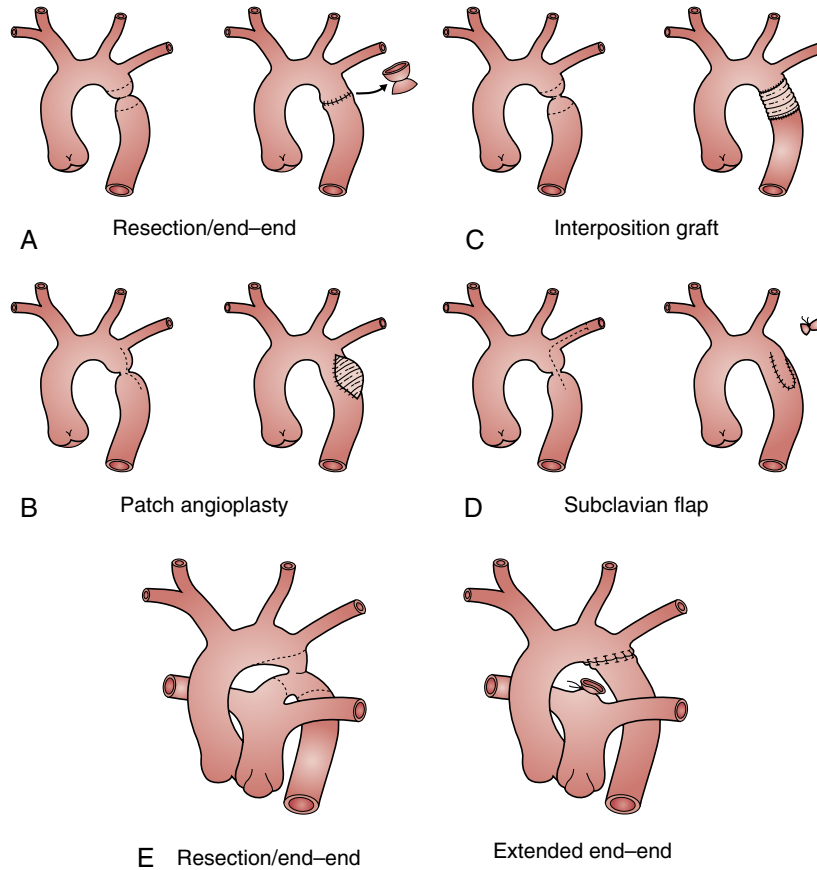 A Resection/end–end
C Interposition graft
B Patch angioplasty
D Subclavian flap
E Resection/end–end
Extended end–end